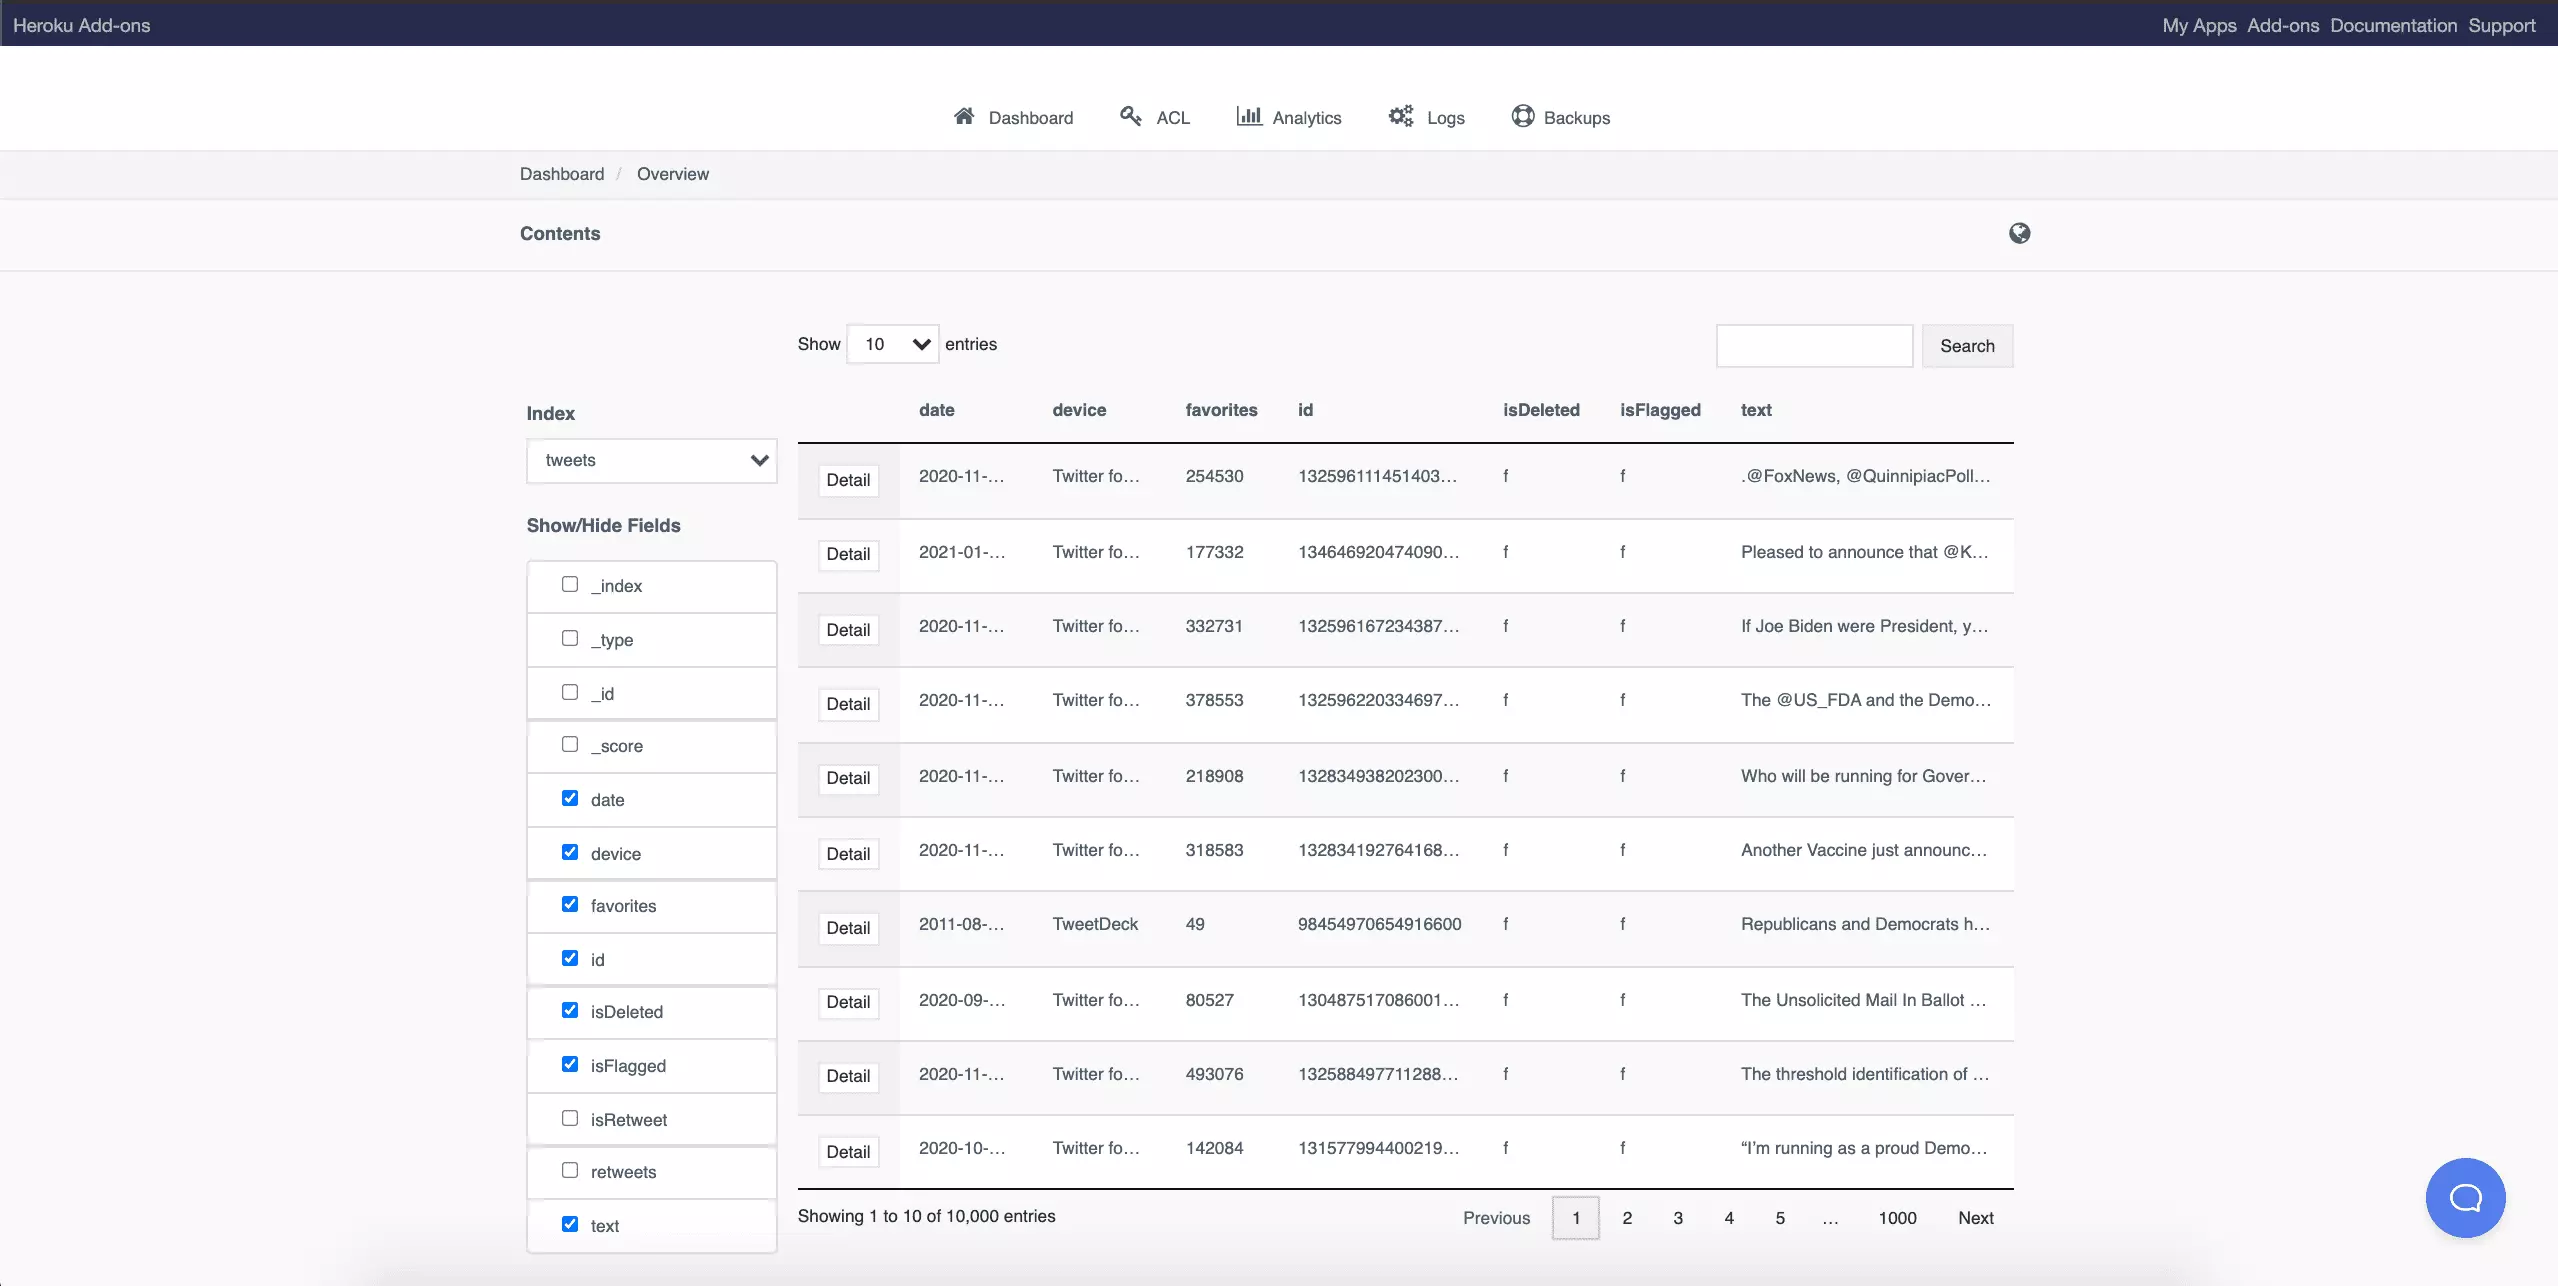 Heroku Add-ons My Apps Add-ons Documentation Support
Dashboard ACL Analytics Logs Backups
Dashboard / Overview
Contents
Show 10 entries Search
Index
tweets
Show/Hide Fields
_index
_type
_id
_score
date
device
favorites
id
isDeleted
isFlagged
isRetweet
retweets
text
date device favorites id isDeleted isFlagged text
Detail 2020-11-... Twitter fo... 254530 132596111451403... f f .@FoxNews, @QuinnipiacPoll...
Detail 2021-01-... Twitter fo... 177332 134646920474090... f f Pleased to announce that @K...
Detail 2020-11-... Twitter fo... 332731 132596167234387... f f If Joe Biden were President, y...
Detail 2020-11-... Twitter fo... 378553 132596220334697... f f The @US_FDA and the Demo...
Detail 2020-11-... Twitter fo... 218908 132834938202300... f f Who will be running for Gover...
Detail 2020-11-... Twitter fo... 318583 132834192764168... f f Another Vaccine just announc...
Detail 2011-08-... TweetDeck 49 98454970654916600 f f Republicans and Democrats h...
Detail 2020-09-... Twitter fo... 80527 130487517086001... f f The Unsolicited Mail In Ballot ...
Detail 2020-11-... Twitter fo... 493076 132588497711288... f f The threshold identification of ...
Detail 2020-10-... Twitter fo... 142084 131577994400219... f f “I’m running as a proud Demo...
Showing 1 to 10 of 10,000 entries Previous 1 2 3 4 5 ... 1000 Next